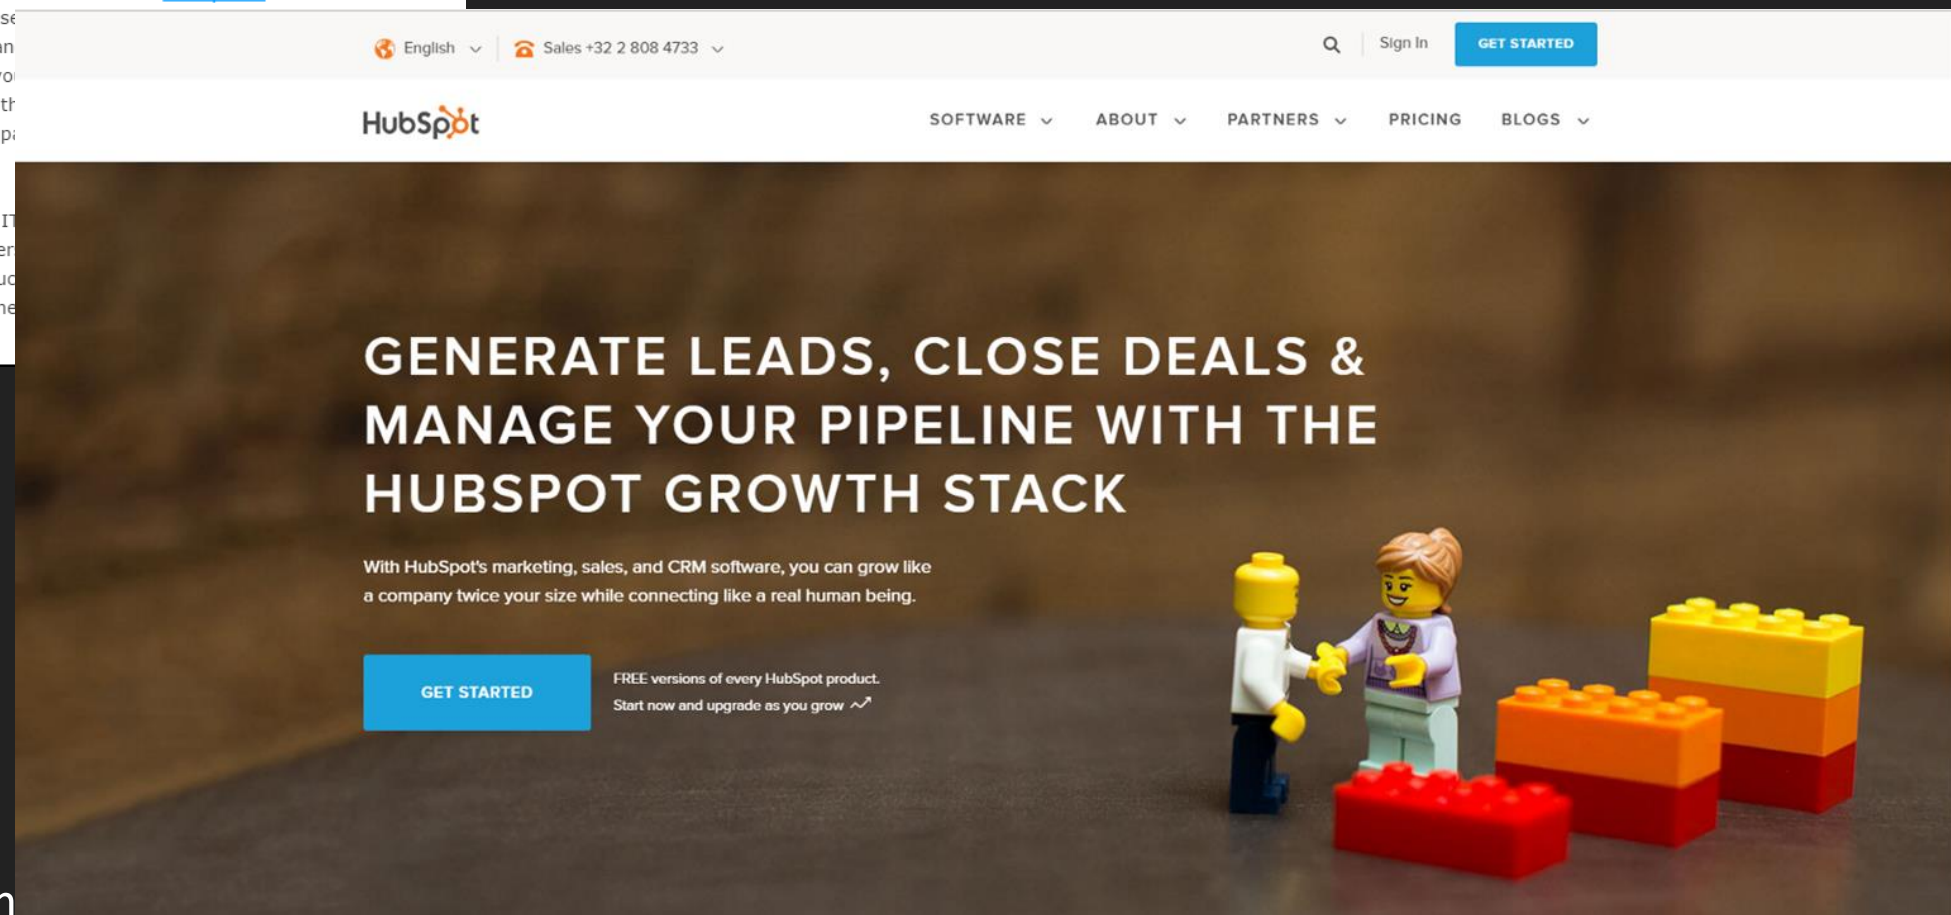 English
Sales +32 2 808 4733
Sign In
GET STARTED
HubSpot
SOFTWARE
ABOUT
PARTNERS
PRICING
BLOGS
GENERATE LEADS, CLOSE DEALS &
MANAGE YOUR PIPELINE WITH THE
HUBSPOT GROWTH STACK
With HubSpot's marketing, sales, and CRM software, you can grow like
a company twice your size while connecting like a real human being.
GET STARTED
FREE versions of every HubSpot product.
Start now and upgrade as you grow